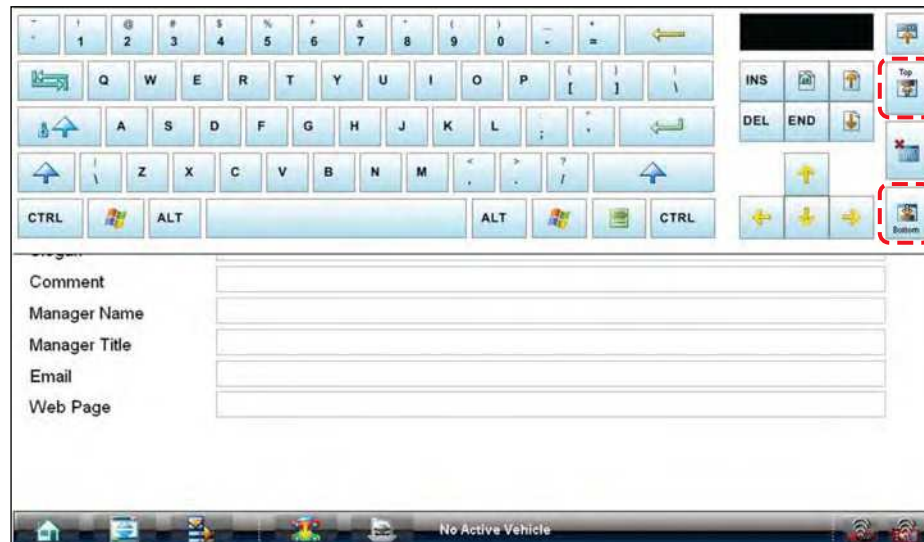 ~ ! @ # $ % ^ & * ( ) _ +
` 1 2 3 4 5 6 7 8 9 0 - =
Top
Q W E R T Y U I O P { [ } ] | \ INS
A S D F G H J K L : ; " ' DEL END
| \ Z X C V B N M < , > . ? /
CTRL ALT ALT CTRL
Bottom
Slogan
Comment
Manager Name
Manager Title
Email
Web Page
No Active Vehicle